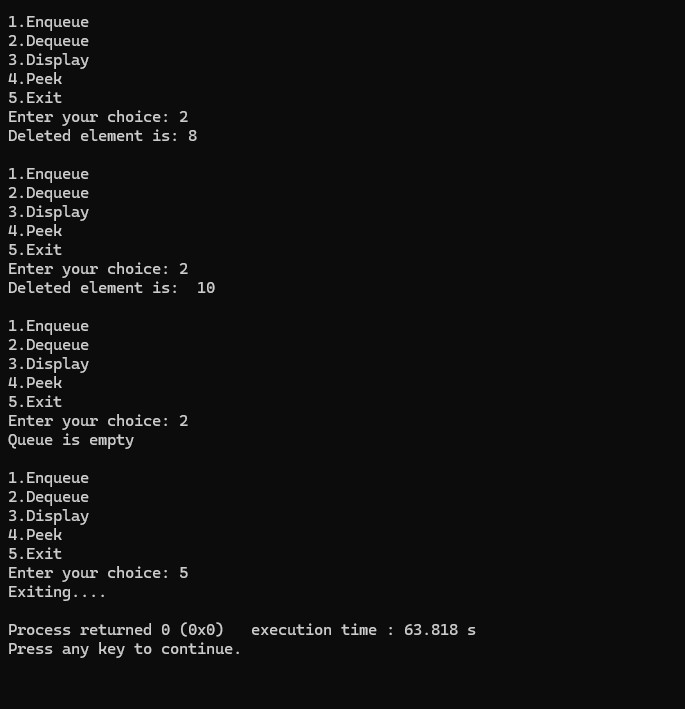 1.Enqueue
2.Dequeue
3.Display
4.Peek
5.Exit
Enter your choice: 2
Deleted element is: 8

1.Enqueue
2.Dequeue
3.Display
4.Peek
5.Exit
Enter your choice: 2
Deleted element is:  10

1.Enqueue
2.Dequeue
3.Display
4.Peek
5.Exit
Enter your choice: 2
Queue is empty

1.Enqueue
2.Dequeue
3.Display
4.Peek
5.Exit
Enter your choice: 5
Exiting....

Process returned 0 (0x0)   execution time : 63.818 s
Press any key to continue.